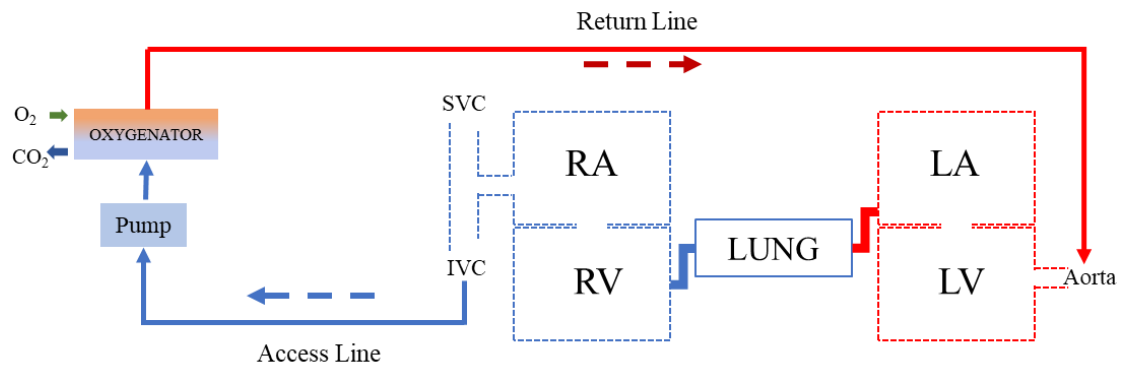 Return Line
O₂
OXYGENATOR
CO₂
SVC
RA
LA
Pump
LUNG
IVC
RV
LV
Aorta
Access Line